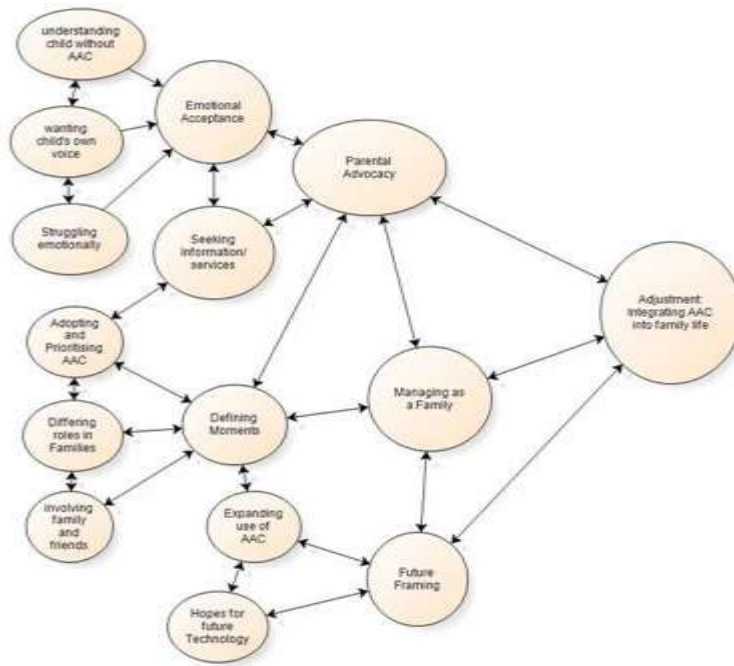 understanding
child without
AAC
Emotional
Acceptance
wanting
child's own
voice
Parental
Advocacy
Struggling
emotionally
Seeking
Information/
services
Adjustment:
Integrating AAC
into family life
Adopting
and
Prioritising
AAC
Managing as
a Family
Defining
Moments
Differing
roles in
Families
involving
family
and
friends
Expanding
use of
AAC
Future
Framing
Hopes for
future
Technology